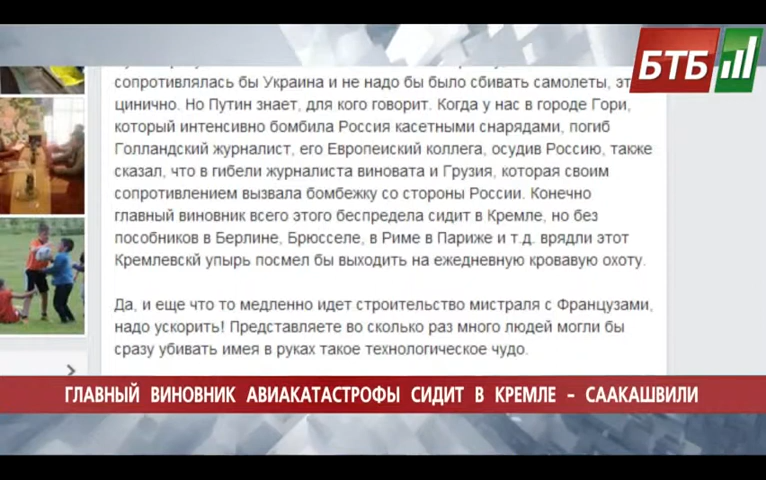 БТБ
сопротивлялась бы Украина и не надо бы было сбивать самолеты,
цинично. Но Путин знает, для кого говорит. Когда у нас в городе Гори,
который интенсивно бомбила Россия касетными снарядами, погиб
Голландский журналист, его Европеиский коллега, осудив Россию, также
сказал, что в гибели журналиста виновата и Грузия, которая своим
сопротивлением вызвала бомбежку со стороны России. Конечно
главный виновник всего этого беспредела сидит в Кремле, но без
пособников в Берлине, Брюсселе, в Риме в Париже и т.д. врядли этот
Кремлевскй упырь посмел бы выходить на ежедневную кровавую охоту.
Да, и еще что то медленно идет строительство мистраля с Французами,
надо ускорить! Представляете во сколько раз много людей могли бы
сразу убивать имея в руках такое технологическое чудо.
ГЛАВНЫЙ ВИНОВНИК АВИАКАТАСТРОФЫ СИДИТ В КРЕМЛЕ - СААКАШВИЛИ